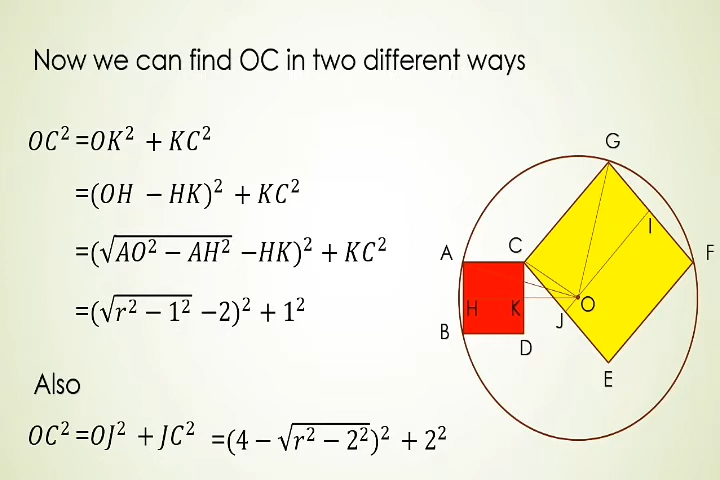 Now we can find OC in two different ways
OC² =OK² + KC²
=(OH − HK)² + KC²
=(√(AO² − AH²) −HK)² + KC²
=(√(r² − 1²) −2)² + 1²
Also
OC² =OJ² + JC² =(4 − √(r² − 2²))² + 2²
G
I
A
C
F
H
K
O
B
J
D
E